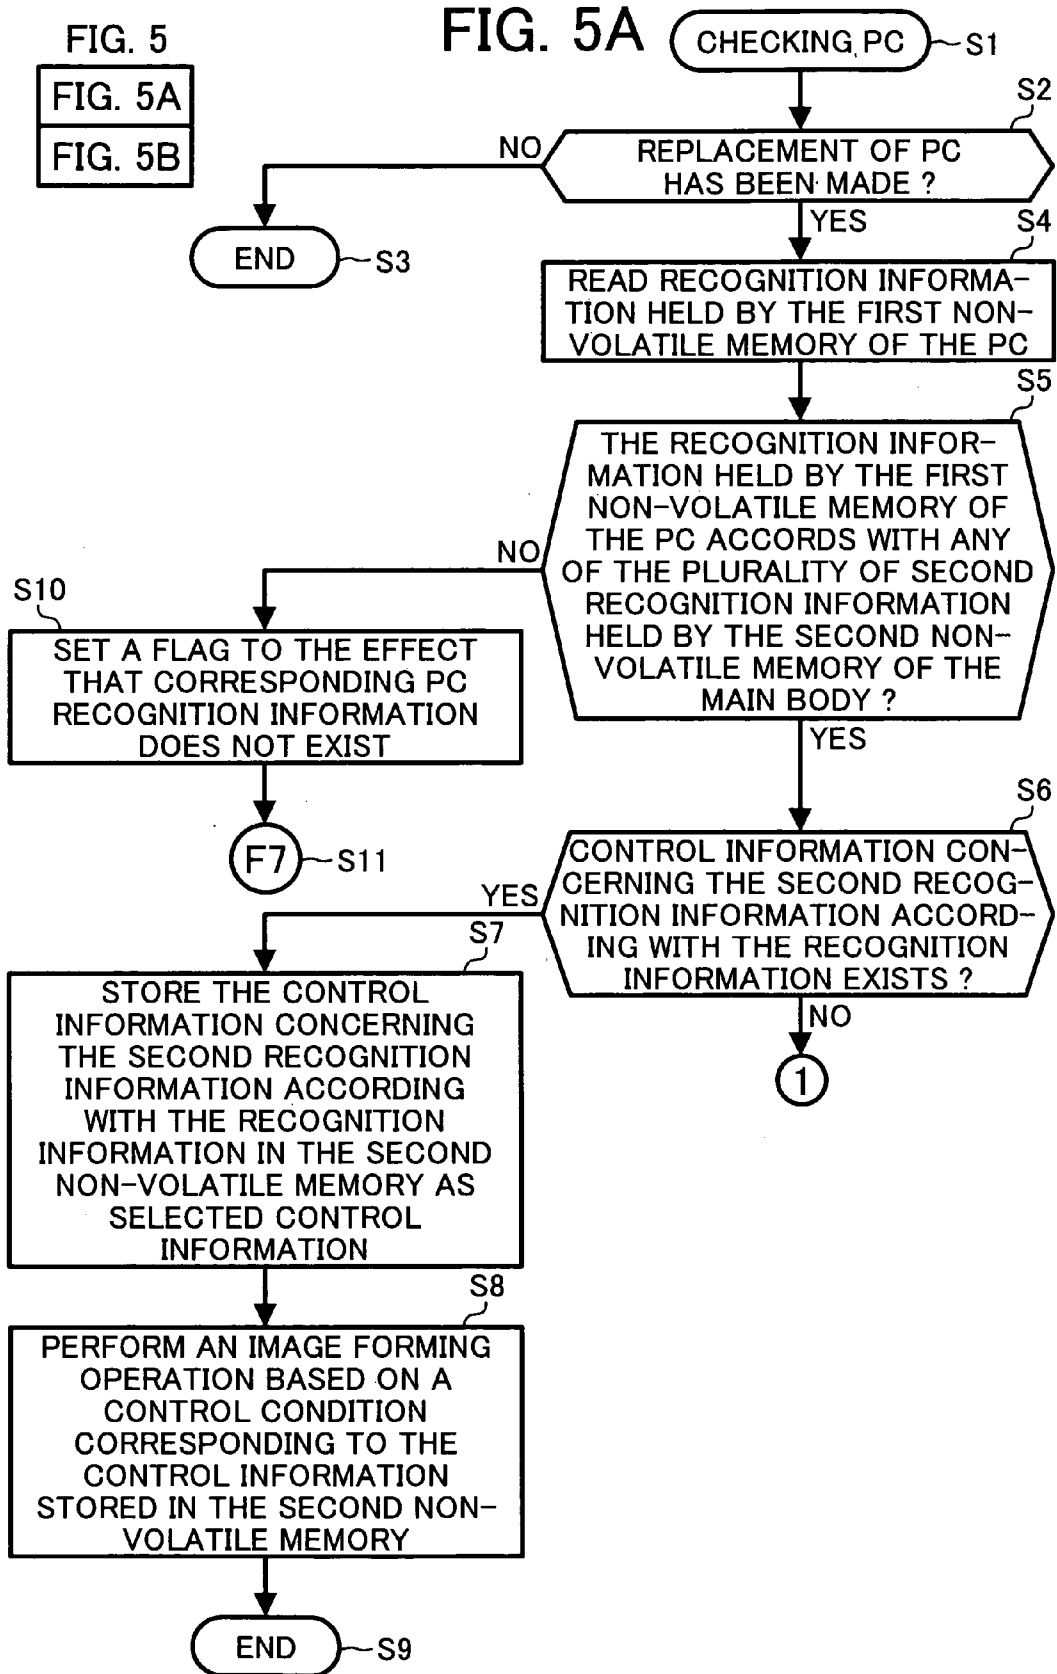 FIG. 5
FIG. 5A
FIG. 5B
FIG. 5A
CHECKING PC
S1
S2
REPLACEMENT OF PC
HAS BEEN MADE ?
NO
YES
END
S3
S4
READ RECOGNITION INFORMA-
TION HELD BY THE FIRST NON-
VOLATILE MEMORY OF THE PC
S5
THE RECOGNITION INFOR-
MATION HELD BY THE FIRST
NON-VOLATILE MEMORY OF
THE PC ACCORDS WITH ANY
OF THE PLURALITY OF SECOND
RECOGNITION INFORMATION
HELD BY THE SECOND NON-
VOLATILE MEMORY OF THE
MAIN BODY ?
NO
YES
S10
SET A FLAG TO THE EFFECT
THAT CORRESPONDING PC
RECOGNITION INFORMATION
DOES NOT EXIST
F7
S11
S6
CONTROL INFORMATION CON-
CERNING THE SECOND RECOG-
NITION INFORMATION ACCORD-
ING WITH THE RECOGNITION
INFORMATION EXISTS ?
YES
NO
1
S7
STORE THE CONTROL
INFORMATION CONCERNING
THE SECOND RECOGNITION
INFORMATION ACCORDING
WITH THE RECOGNITION
INFORMATION IN THE SECOND
NON-VOLATILE MEMORY AS
SELECTED CONTROL
INFORMATION
S8
PERFORM AN IMAGE FORMING
OPERATION BASED ON A
CONTROL CONDITION
CORRESPONDING TO THE
CONTROL INFORMATION
STORED IN THE SECOND NON-
VOLATILE MEMORY
END
S9